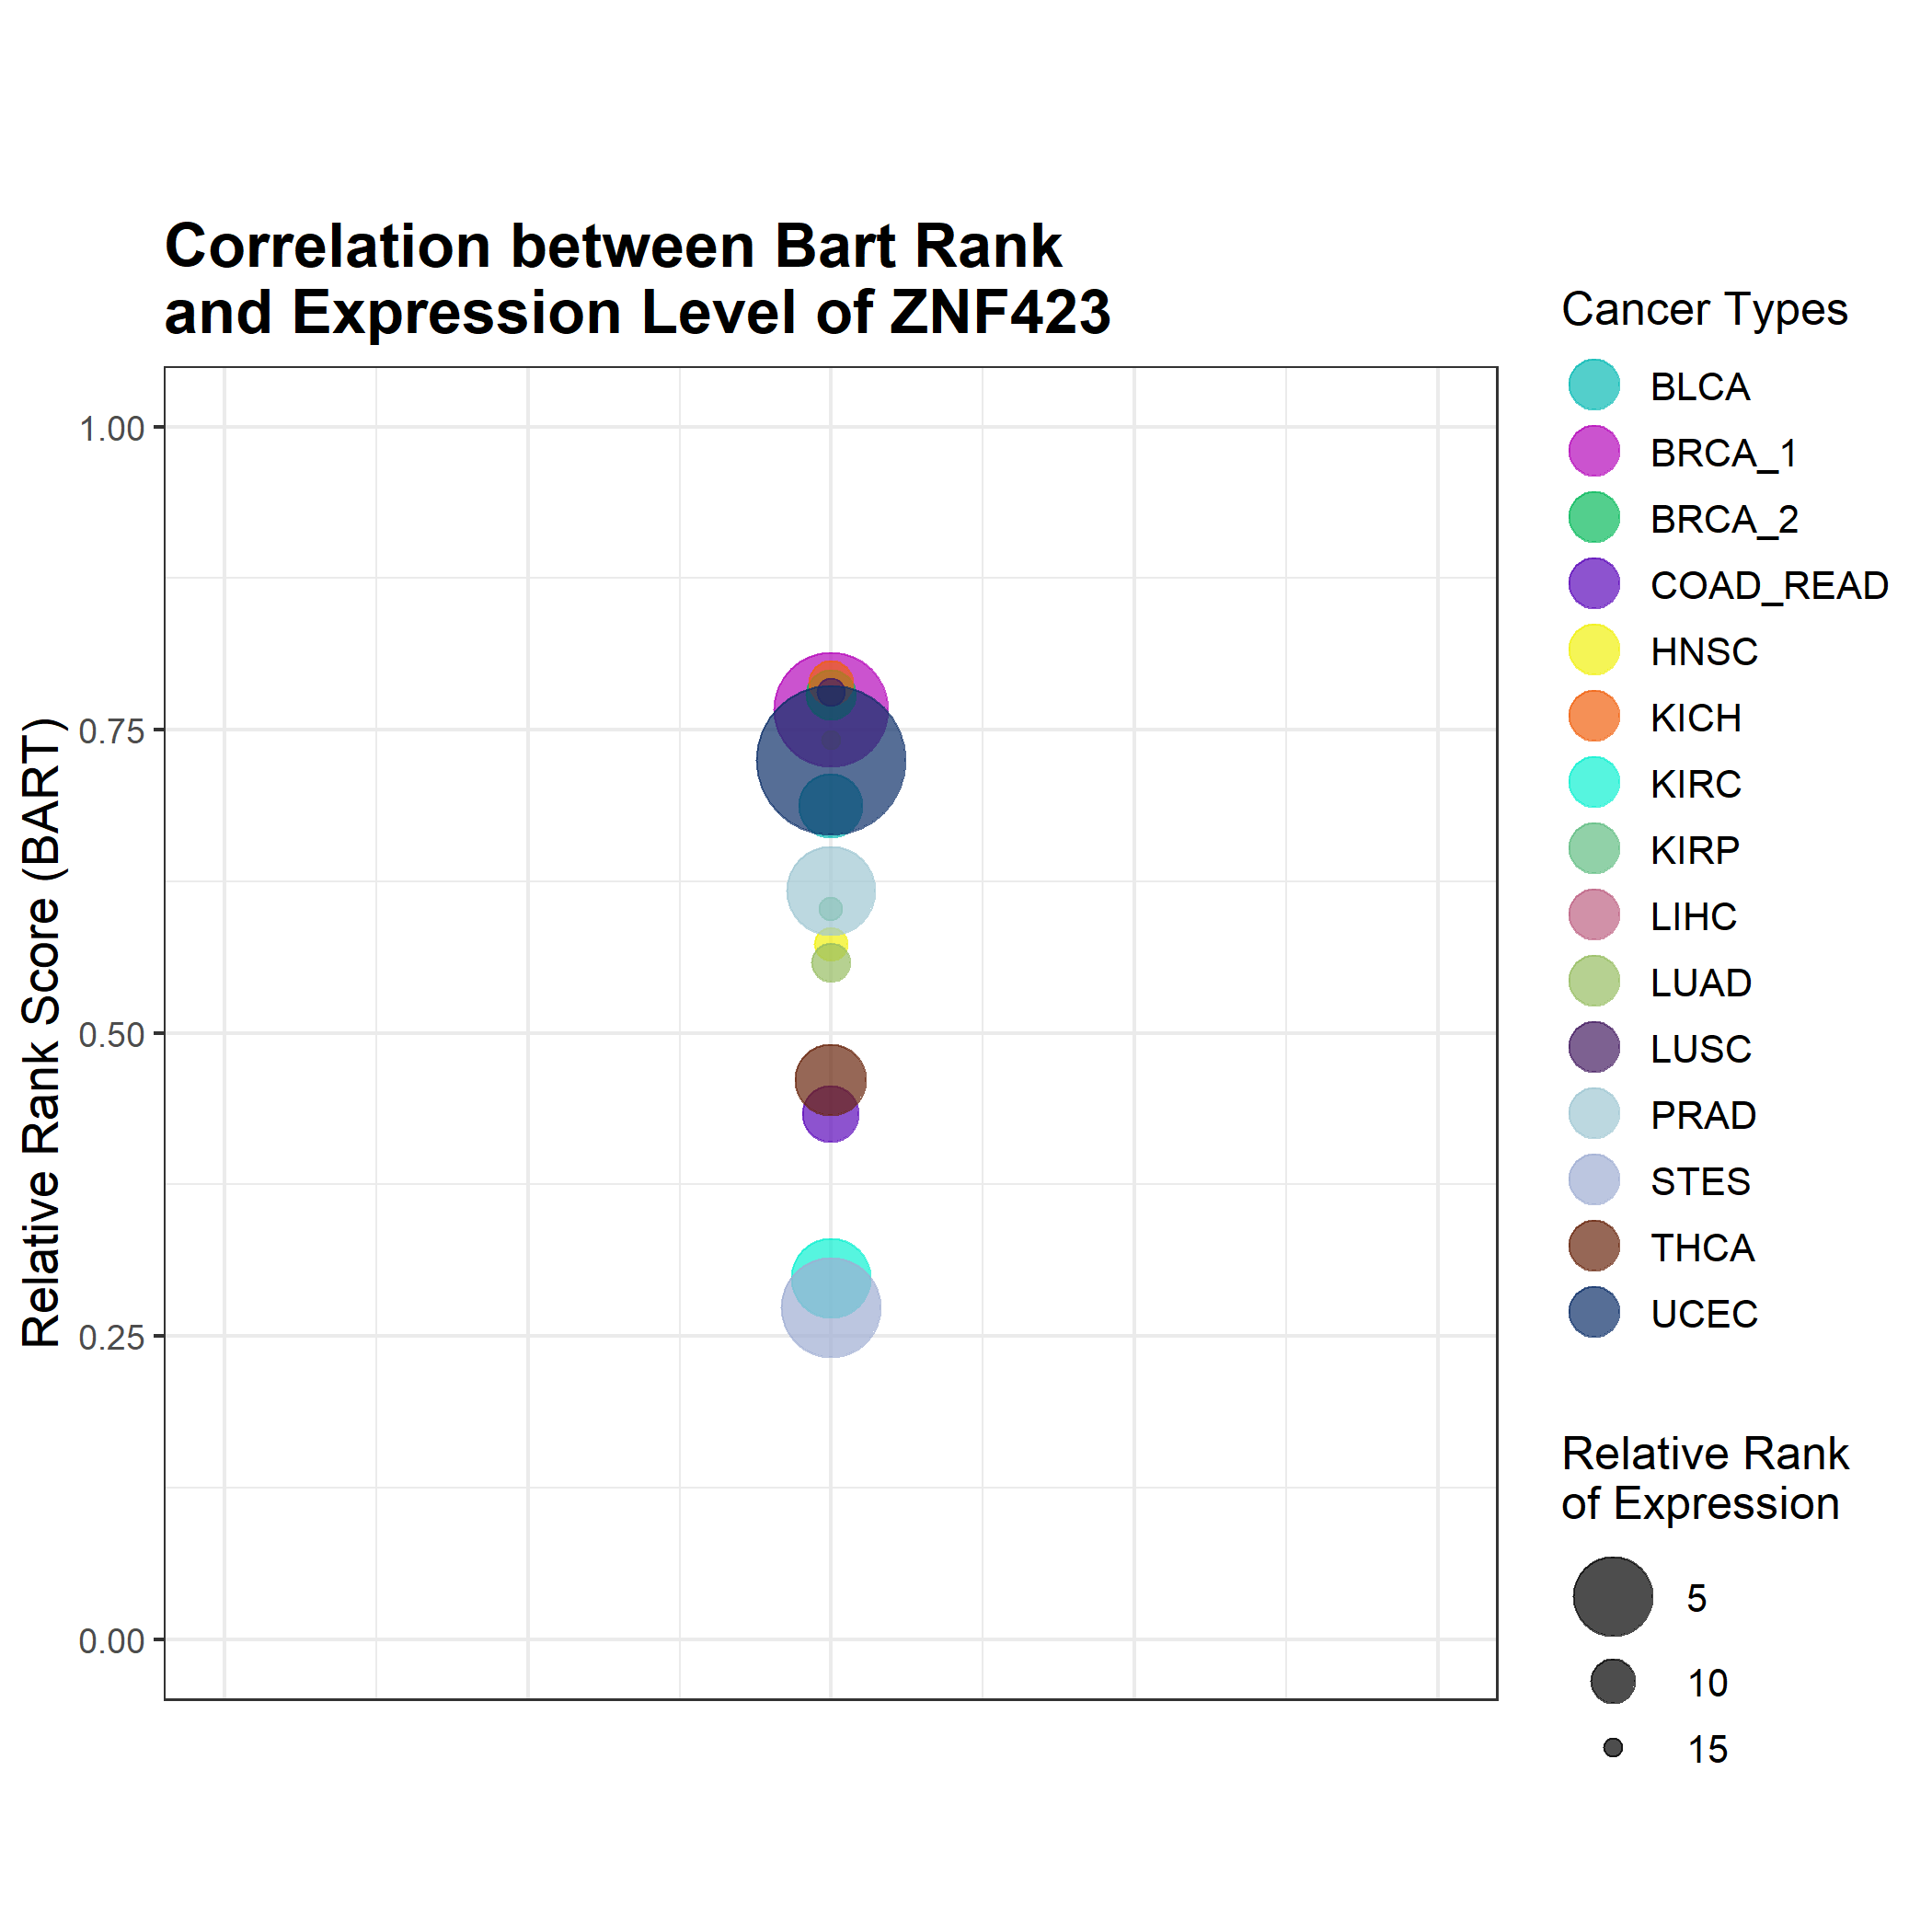 Correlation between Bart Rank
and Expression Level of ZNF423
Relative Rank Score (BART)
1.00
0.75
0.50
0.25
0.00
Cancer Types
BLCA
BRCA_1
BRCA_2
COAD_READ
HNSC
KICH
KIRC
KIRP
LIHC
LUAD
LUSC
PRAD
STES
THCA
UCEC
Relative Rank
of Expression
5
10
15